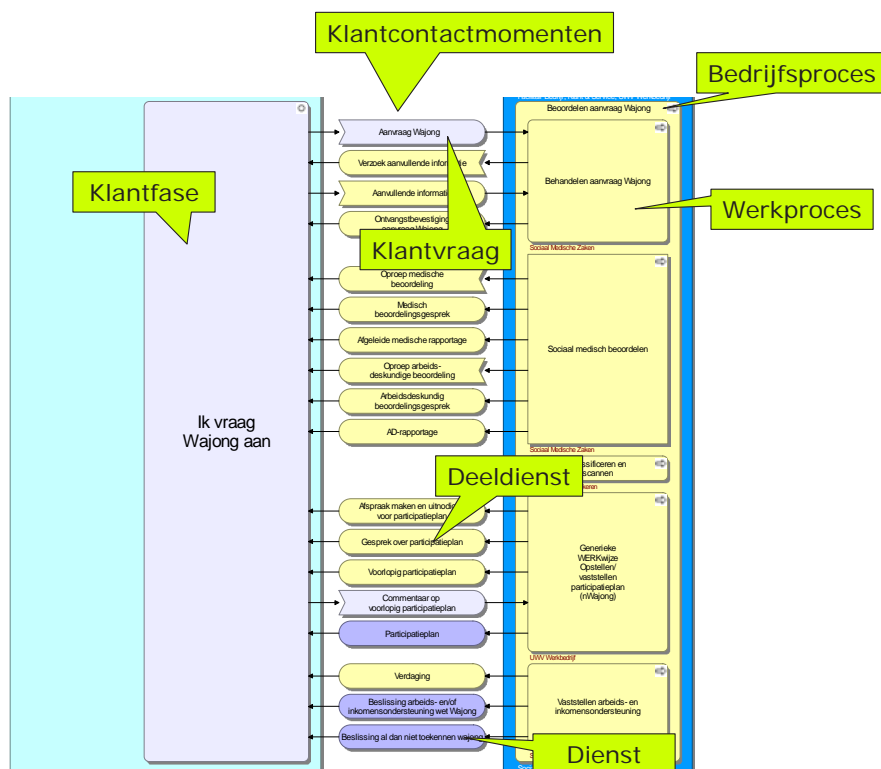 Klantcontactmomenten
Bedrijfsproces
Beoordelen aanvraag Wajong
Aanvraag Wajong
Verzoek aanvullende informatie
Behandelen aanvraag Wajong
Klantfase
Aanvullende
Werkproces
Ontvangstbevestiging
Klantvraag
Sociaal Medische Zaken
Oproep medische
beoordeling
Medisch
beoordelingsgesprek
Afgeleide medische rapportage
Sociaal medisch beoordelen
Oproep arbeids-
deskundige beoordeling
Arbeidsdeskundig
beoordelingsgesprek
Ik vraag
Wajong aan
AD-rapportage
Sociaal Medische Zaken
en
scannen
Deeldienst
Afspraak maken en
voor participatieplan
Gesprek over participatieplan
Generieke
WERKwijze
Opstellen/
vaststellen
participatieplan
(nWajong)
Voorlopig participatieplan
Commentaar op
voorlopig participatieplan
Participatieplan
UWV Werkbedrijf
Verdaging
Beslissing arbeids- en/of
inkomensondersteuning wet Wajong
Vaststellen arbeids- en
inkomensondersteuning
Beslissing al dan niet toekennen wajong
Dienst